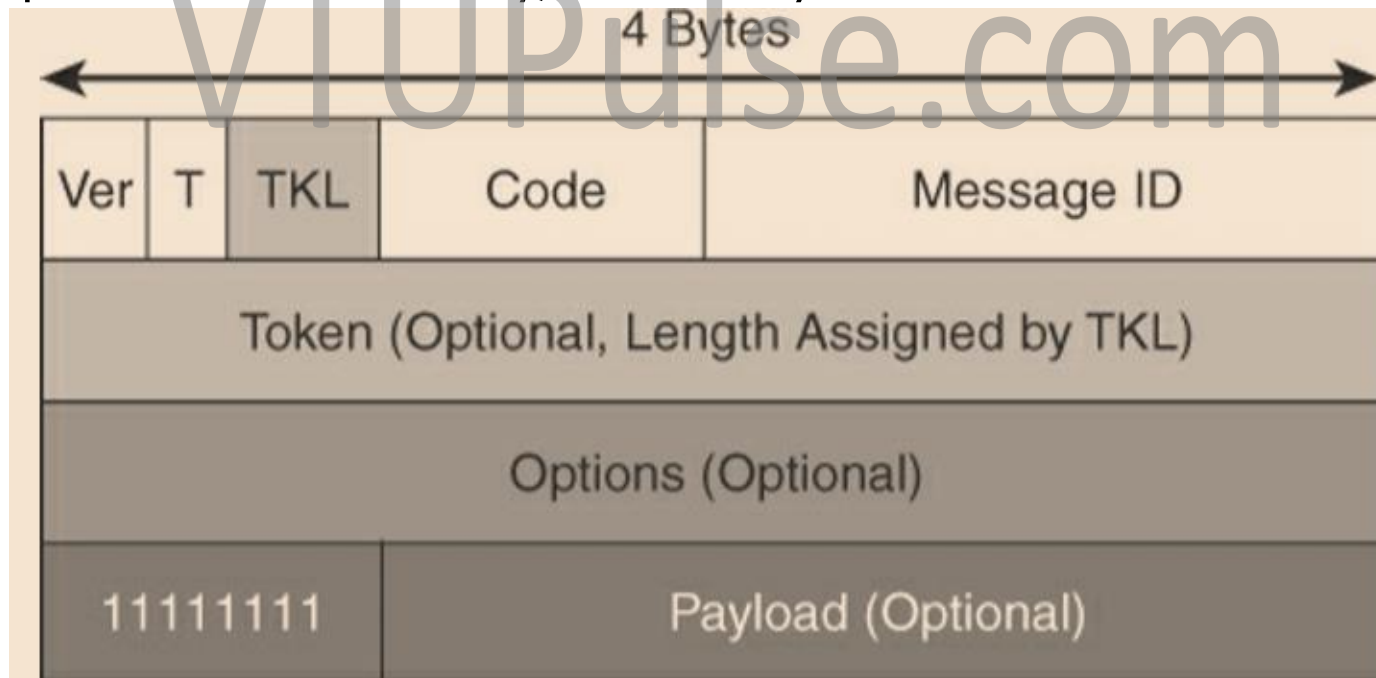 4 Bytes
VTUPulse.com
Ver T TKL Code Message ID
Token (Optional, Length Assigned by TKL)
Options (Optional)
11111111 Payload (Optional)